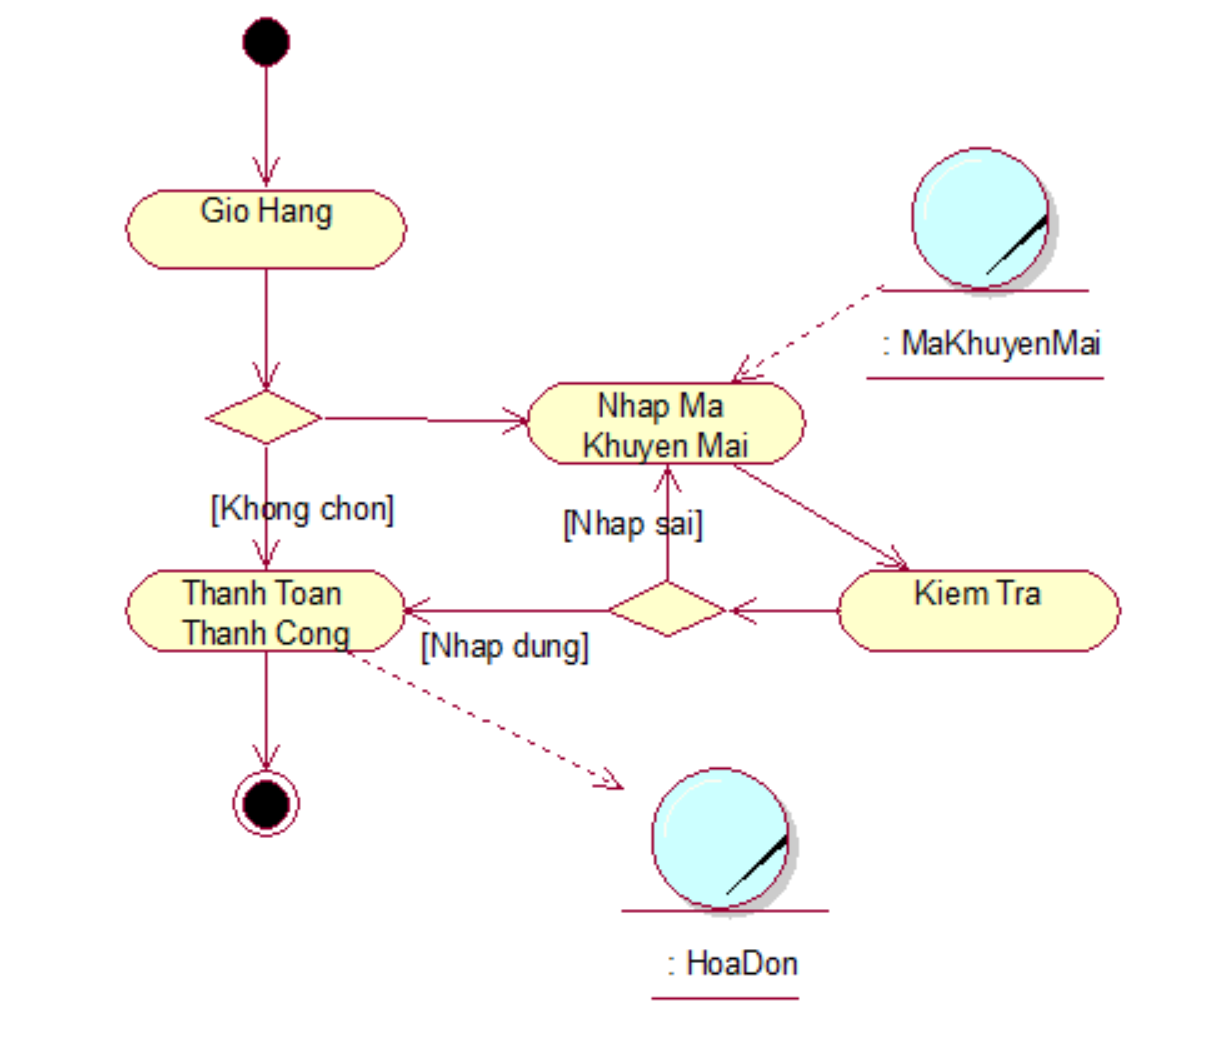 Gio Hang
: MaKhuyenMai
Nhap Ma
Khuyen Mai
[Khong chon]
[Nhap sai]
Thanh Toan
Thanh Cong
Kiem Tra
[Nhap dung]
: HoaDon